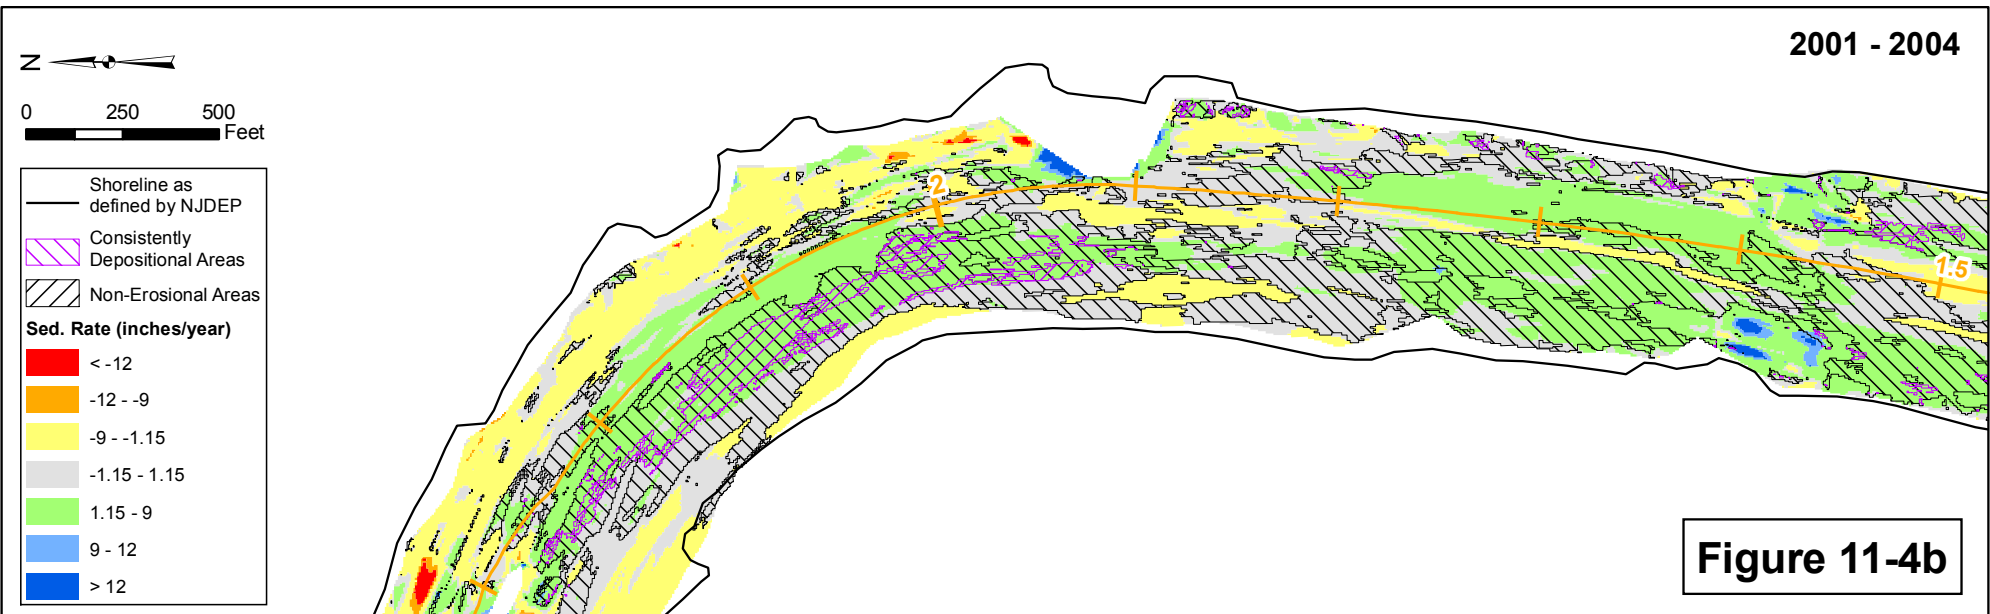 2001 - 2004
N
0 250 500
Feet
Shoreline as
defined by NJDEP
Consistently
Depositional Areas
Non-Erosional Areas
Sed. Rate (inches/year)
< -12
-12 - -9
-9 - -1.15
-1.15 - 1.15
1.15 - 9
9 - 12
> 12
2
1.5
Figure 11-4b